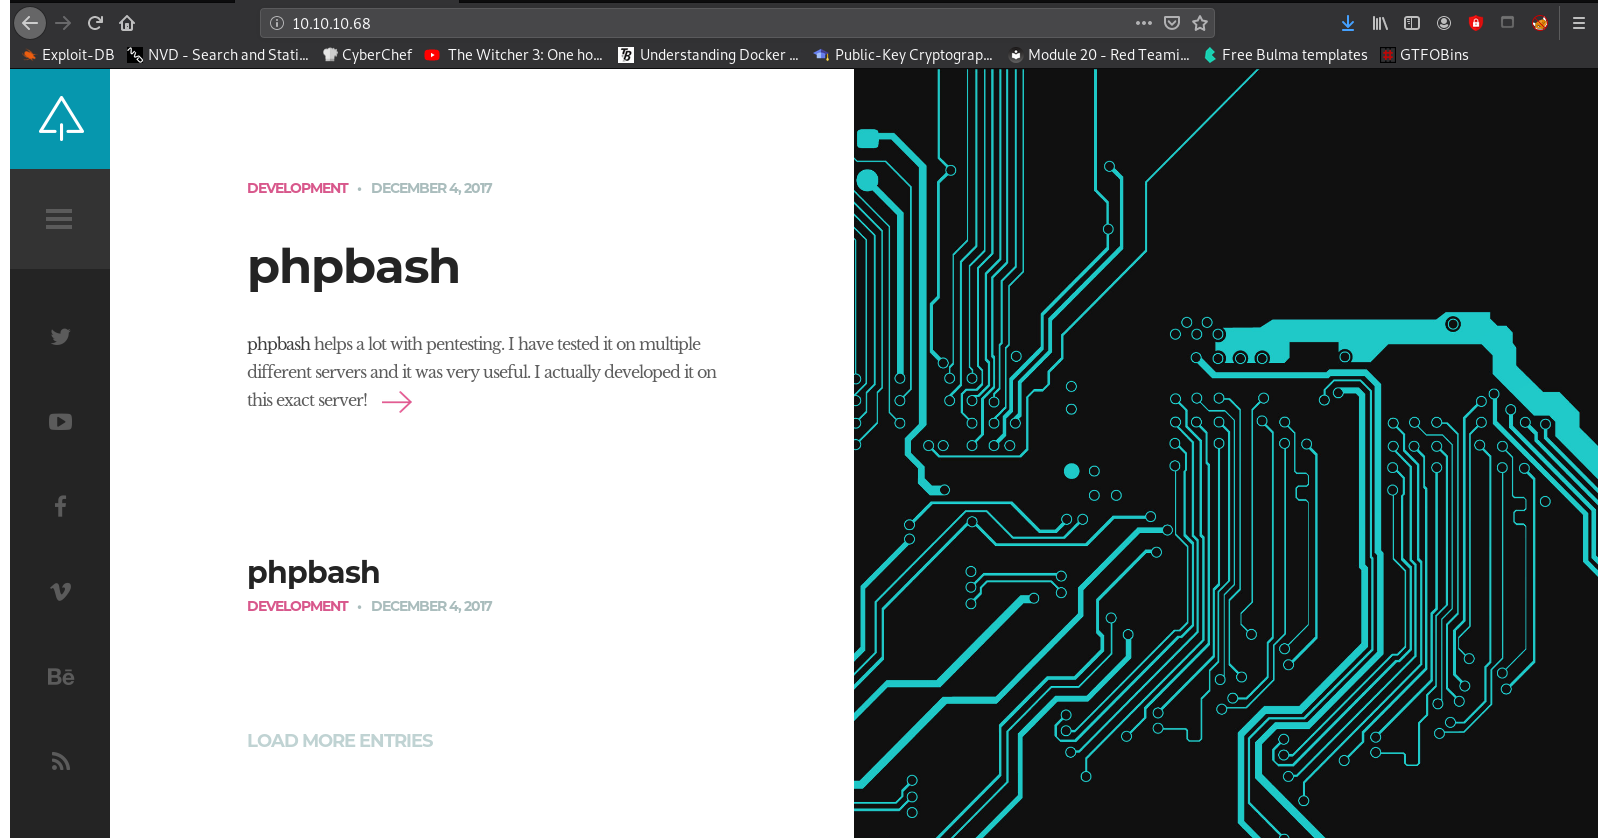 10.10.10.68
Exploit-DB NVD - Search and Stati... CyberChef The Witcher 3: One ho... Understanding Docker ... Public-Key Cryptograp... Module 20 - Red Teami... Free Bulma templates GTFOBins
DEVELOPMENT • DECEMBER 4, 2017
phpbash
phpbash helps a lot with pentesting. I have tested it on multiple
different servers and it was very useful. I actually developed it on
this exact server!
phpbash
DEVELOPMENT • DECEMBER 4, 2017
LOAD MORE ENTRIES
Bē